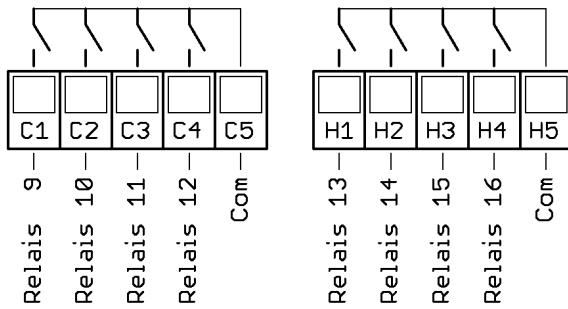 C1 C2 C3 C4 C5
H1 H2 H3 H4 H5
Relais 9
Relais 10
Relais 11
Relais 12
Com
Relais 13
Relais 14
Relais 15
Relais 16
Com